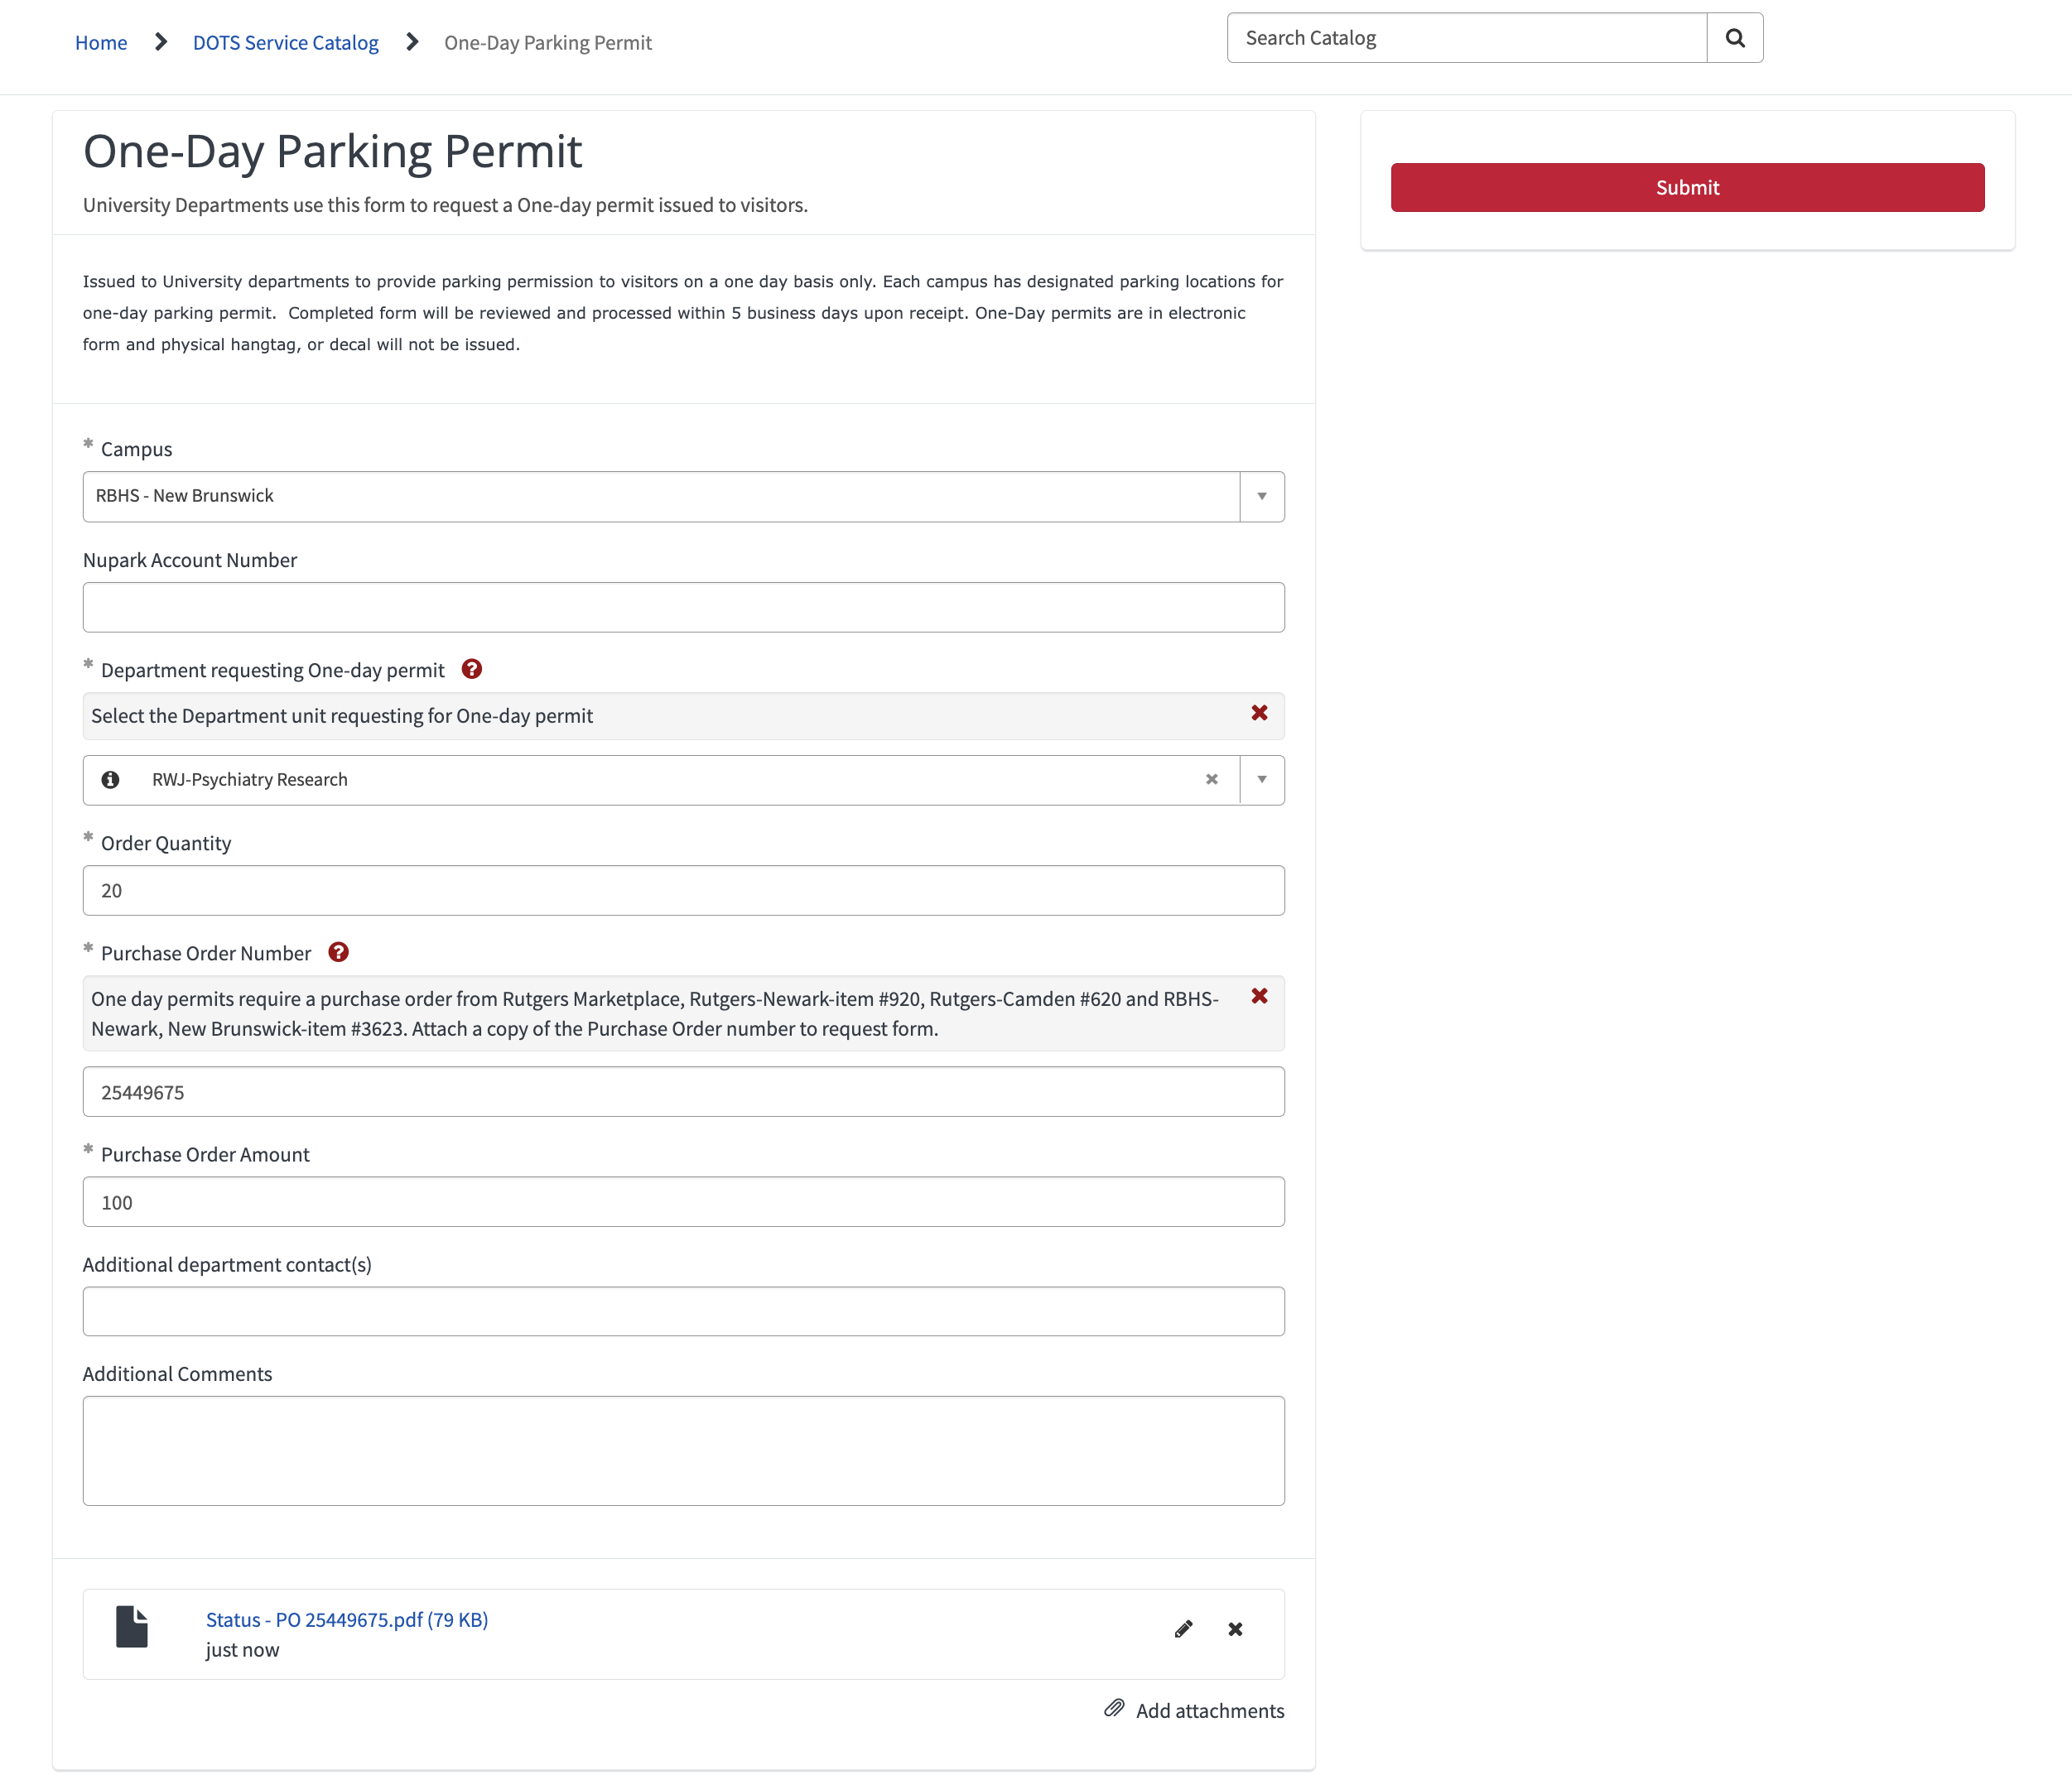 Home DOTS Service Catalog One-Day Parking Permit
Search Catalog
One-Day Parking Permit
University Departments use this form to request a One-day permit issued to visitors.
Submit
Issued to University departments to provide parking permission to visitors on a one day basis only. Each campus has designated parking locations for
one-day parking permit.  Completed form will be reviewed and processed within 5 business days upon receipt. One-Day permits are in electronic
form and physical hangtag, or decal will not be issued.
* Campus
RBHS - New Brunswick
Nupark Account Number
* Department requesting One-day permit ?
Select the Department unit requesting for One-day permit
RWJ-Psychiatry Research
* Order Quantity
20
* Purchase Order Number ?
One day permits require a purchase order from Rutgers Marketplace, Rutgers-Newark-item #920, Rutgers-Camden #620 and RBHS-
Newark, New Brunswick-item #3623. Attach a copy of the Purchase Order number to request form.
25449675
* Purchase Order Amount
100
Additional department contact(s)
Additional Comments
Status - PO 25449675.pdf (79 KB)
just now
Add attachments